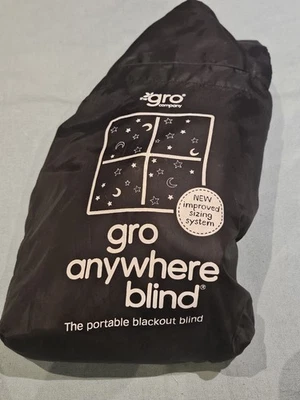 gro®
company
NEW
improved
sizing
system
gro
anywhere
blind®
The portable blackout blind